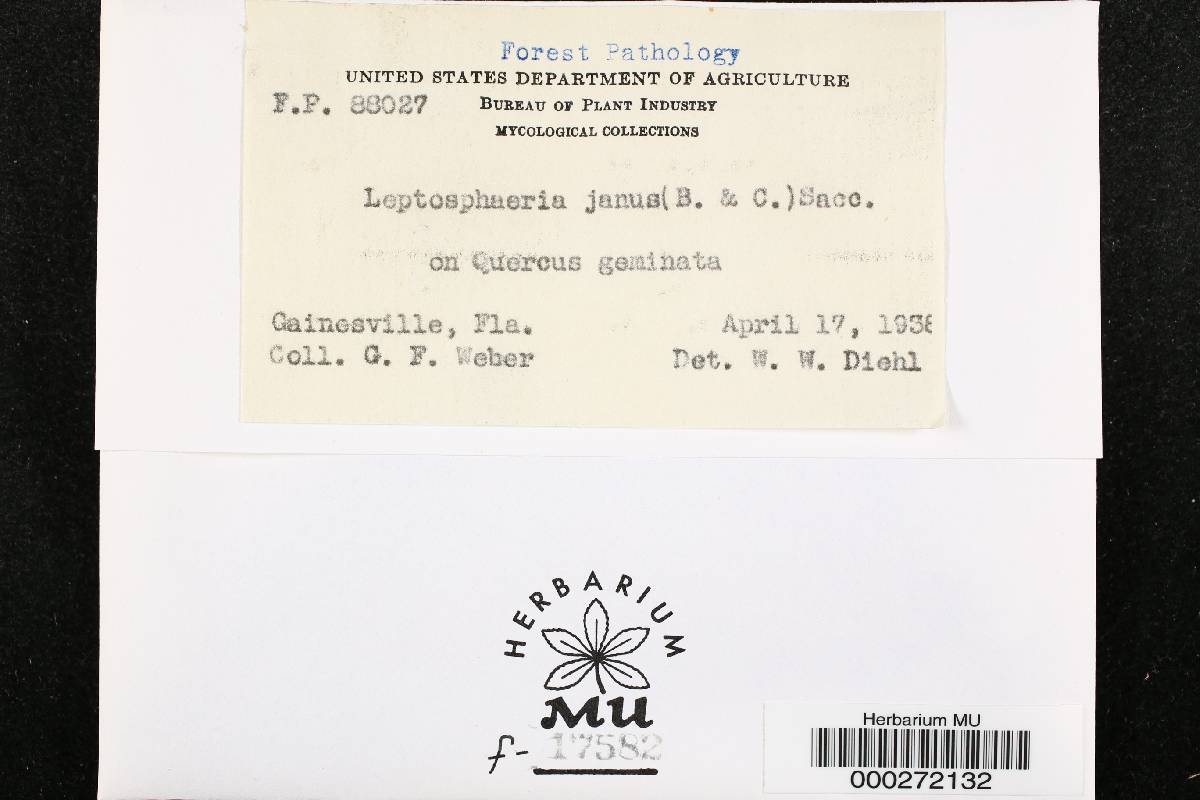 Forest Pathology
UNITED STATES DEPARTMENT OF AGRICULTURE
F.P. 88027 BUREAU OF PLANT INDUSTRY
MYCOLOGICAL COLLECTIONS
Leptosphaeria janus(B. & C.)Sacc.
on Quercus geminata
Gainesville, Fla. April 17, 1938
Coll. G. F. Weber Det. W. W. Diehl
HERBARIUM
MU
f- 17582
Herbarium MU
000272132